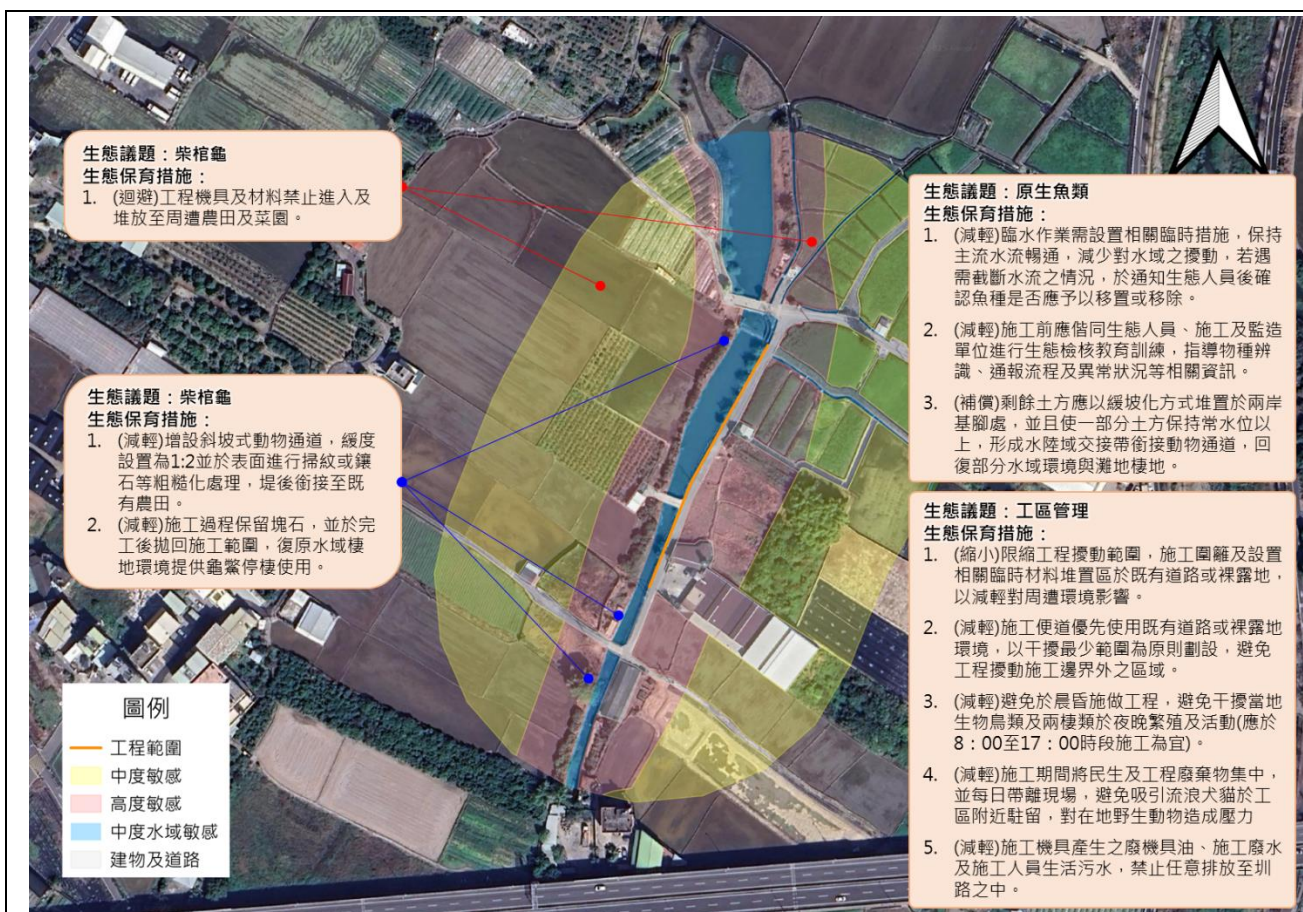 生態議題：柴棺龜
生態保育措施：
1. (迴避)工程機具及材料禁止進入及
堆放至周遭農田及菜園。
生態議題：柴棺龜
生態保育措施：
1. (減輕)增設斜坡式動物通道，緩度
設置為1:2並於表面進行掃紋或鑲
石等粗糙化處理，堤後銜接至既
有農田。
2. (減輕)施工過程保留塊石，並於完
工後拋回施工範圍，復原水域棲
地環境提供龜鱉停棲使用。
圖例
工程範圍
中度敏感
高度敏感
中度水域敏感
建物及道路
生態議題：原生魚類
生態保育措施：
1. (減輕)臨水作業需設置相關臨時措施，保持
主流水流暢通，減少對水域之擾動，若遇
需截斷水流之情況，於通知生態人員後確
認魚種是否應予以移置或移除。
2. (減輕)施工前應偕同生態人員、施工及監造
單位進行生態檢核教育訓練，指導物種辨
識、通報流程及異常狀況等相關資訊。
3. (補償)剩餘土方應以緩坡化方式堆置於兩岸
基腳處，並且使一部分土方保持常水位以
上，形成水陸域交接帶銜接動物通道，回
復部分水域環境與灘地棲地。
生態議題：工區管理
生態保育措施：
1. (縮小)限縮工程擾動範圍，施工圍籬及設置
相關臨時材料堆置區於既有道路或裸露地，
以減輕對周遭環境影響。
2. (減輕)施工便道優先使用既有道路或裸露地
環境，以干擾最少範圍為原則劃設，避免
工程擾動施工邊界外之區域。
3. (減輕)避免於晨昏施做工程，避免干擾當地
生物鳥類及兩棲類於夜晚繁殖及活動(應於
8：00至17：00時段施工為宜)。
4. (減輕)施工期間將民生及工程廢棄物集中，
並每日帶離現場，避免吸引流浪犬貓於工
區附近駐留，對在地野生動物造成壓力
5. (減輕)施工機具產生之廢機具油、施工廢水
及施工人員生活污水，禁止任意排放至圳
路之中。